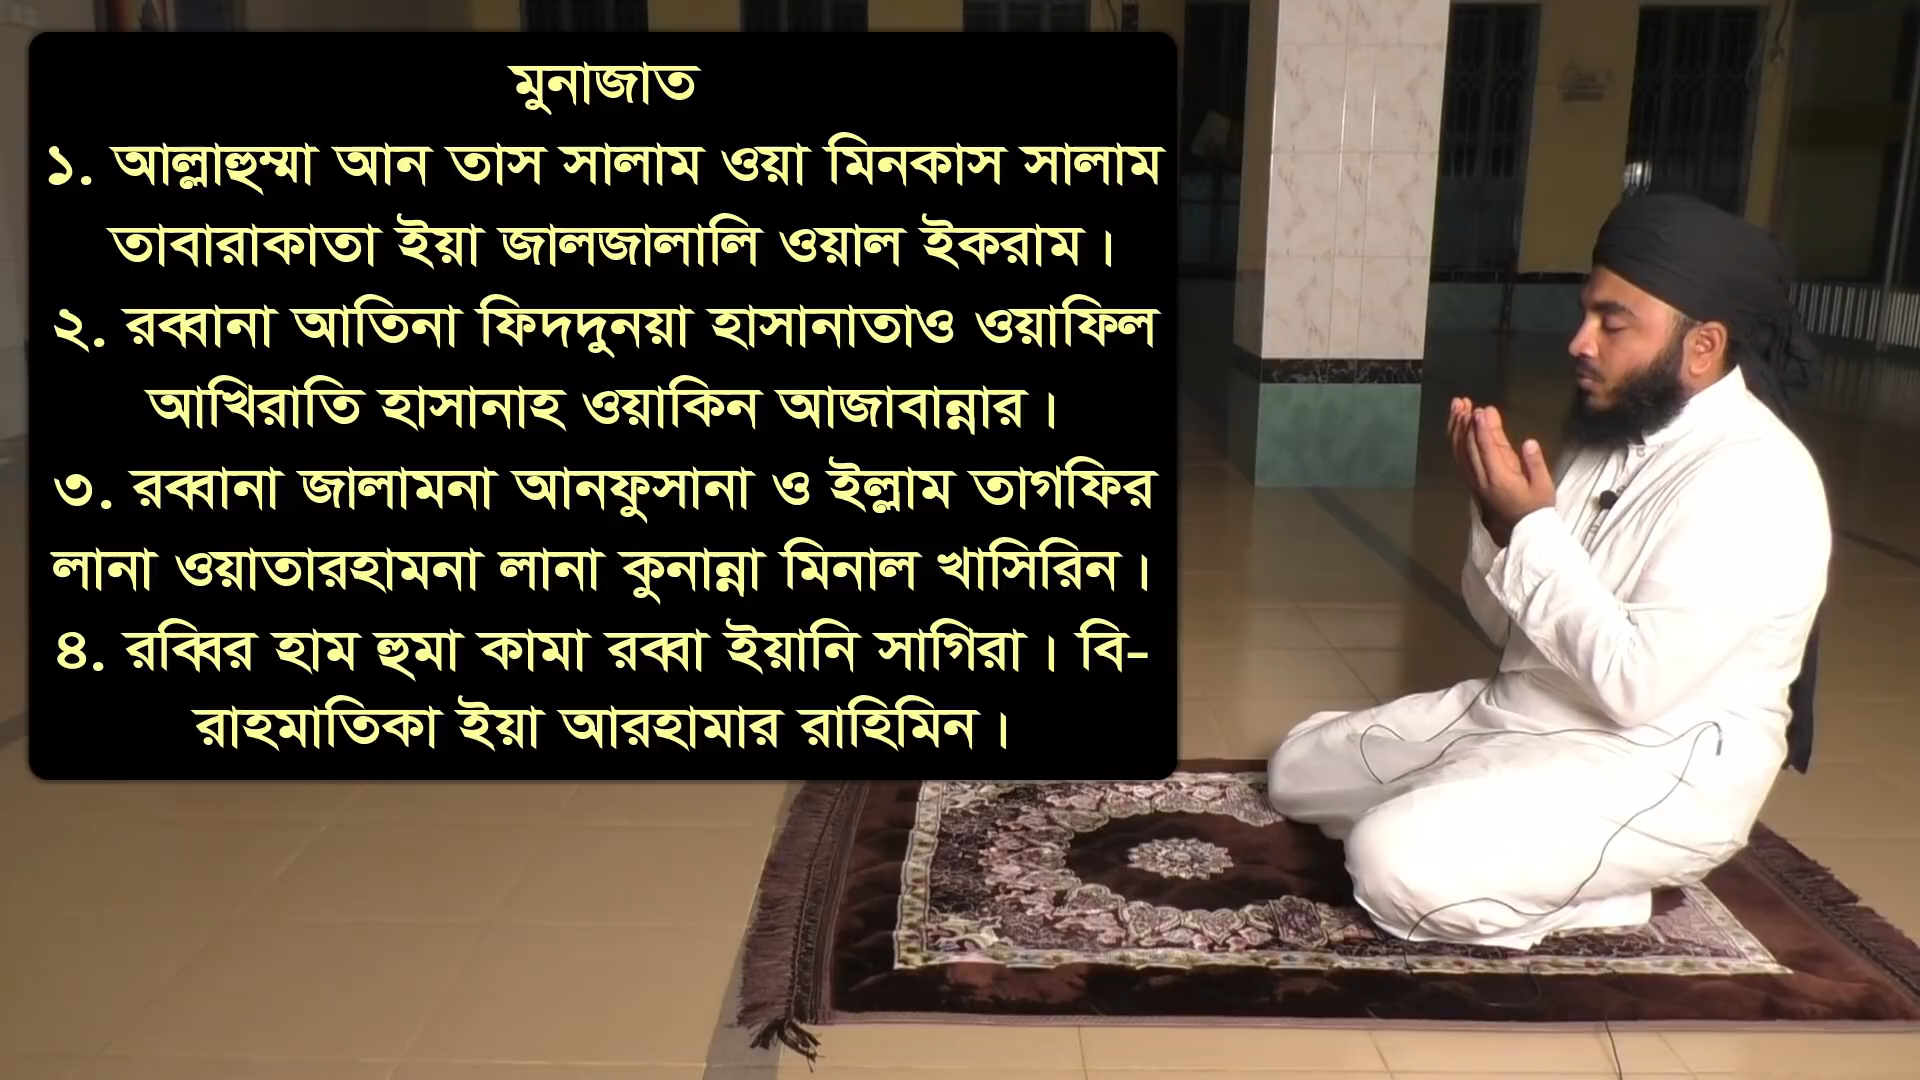 মুনাজাত
১. আল্লাহুম্মা আন তাস সালাম ওয়া মিনকাস সালাম
তাবারাকাতা ইয়া জালজালালি ওয়াল ইকরাম।
২. রব্বানা আতিনা ফিদদুনয়া হাসানাতাও ওয়াফিল
আখিরাতি হাসানাহ ওয়াকিন আজাবান্নার।
৩. রব্বানা জালামনা আনফুসানা ও ইল্লাম তাগফির
লানা ওয়াতারহামনা লানা কুনান্না মিনাল খাসিরিন।
৪. রব্বির হাম হুমা কামা রব্বা ইয়ানি সাগিরা। বি-
রাহমাতিকা ইয়া আরহামার রাহিমিন।